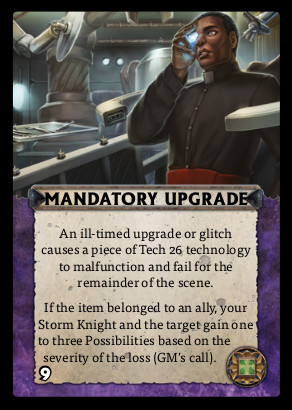 MANDATORY UPGRADE
An ill-timed upgrade or glitch
causes a piece of Tech 26 technology
to malfunction and fail for the
remainder of the scene.
If the item belonged to an ally, your
Storm Knight and the target gain one
to three Possibilities based on the
severity of the loss (GM's call).
9